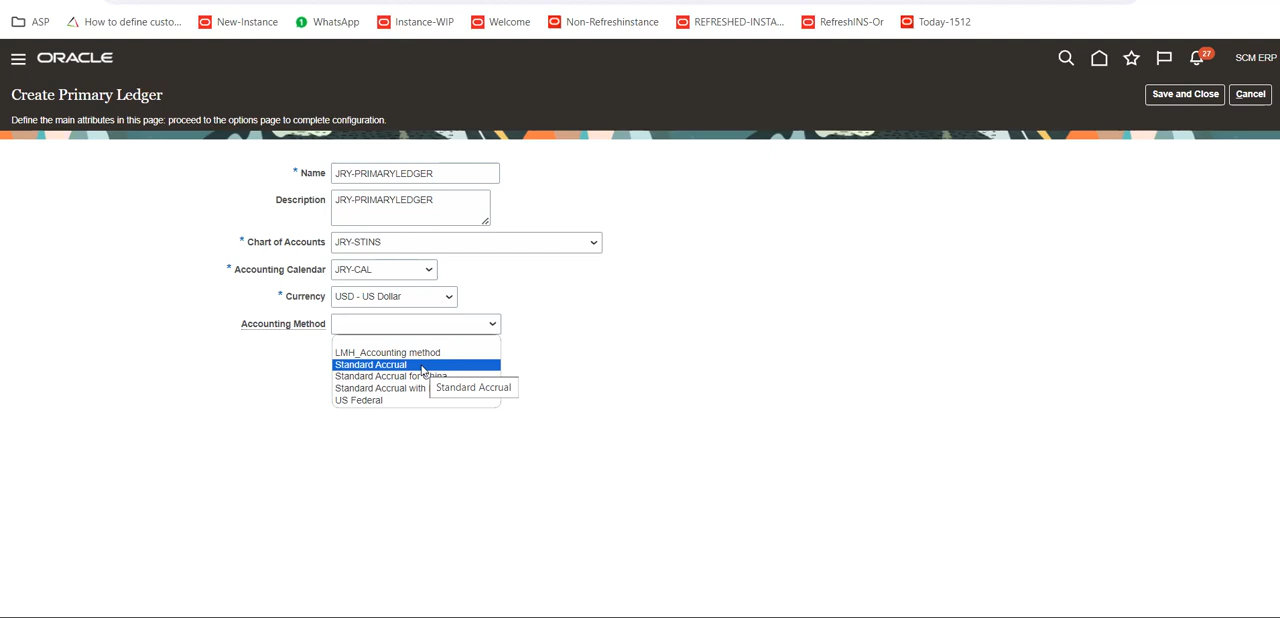 ASP How to define custo... New-Instance WhatsApp Instance-WIP Welcome Non-Refreshinstance REFRESHED-INSTA... RefreshINS-Or Today-1512
ORACLE 27 SCM ERP
Create Primary Ledger Save and Close Cancel
Define the main attributes in this page: proceed to the options page to complete configuration.
* Name JRY-PRIMARYLEDGER
Description JRY-PRIMARYLEDGER
* Chart of Accounts JRY-STINS
* Accounting Calendar JRY-CAL
* Currency USD - US Dollar
Accounting Method
LMH_Accounting method
Standard Accrual
Standard Accrual for China
Standard Accrual with
Standard Accrual
US Federal